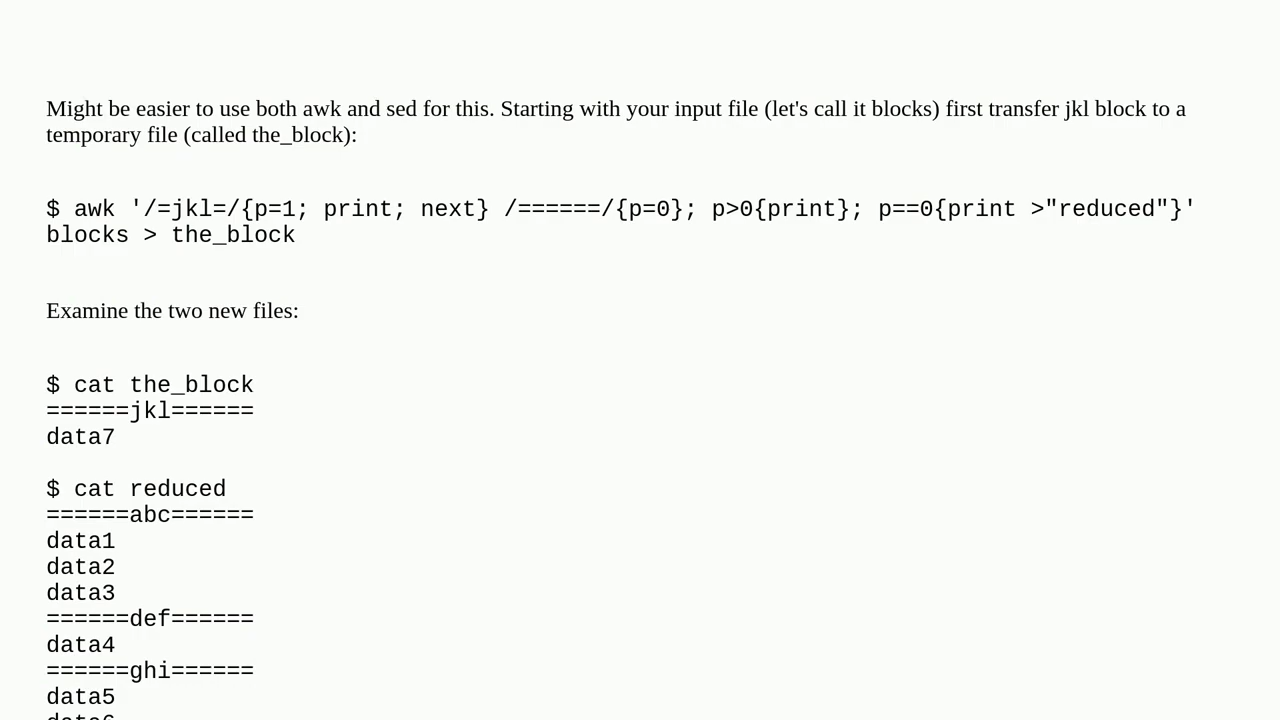 Might be easier to use both awk and sed for this. Starting with your input file (let's call it blocks) first transfer jkl block to a
temporary file (called the_block):
$ awk '/=jkl=/{p=1; print; next} /======/{p=0}; p>0{print}; p==0{print >"reduced"}'
blocks > the_block
Examine the two new files:
$ cat the_block
======jkl======
data7
$ cat reduced
======abc======
data1
data2
data3
======def======
data4
======ghi======
data5